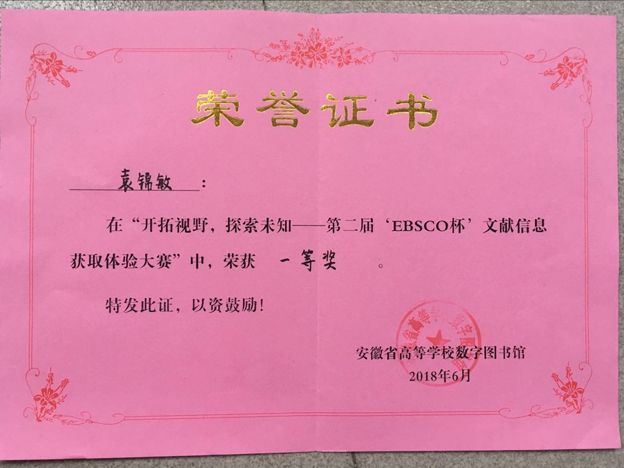 荣誉证书
袁锦敏：
在“开拓视野，探索未知——第二届‘EBSCO杯’文献信息
获取体验大赛”中，荣获 一等奖 。
特发此证，以资鼓励！
安徽省高等学校数字图书馆
2018年6月